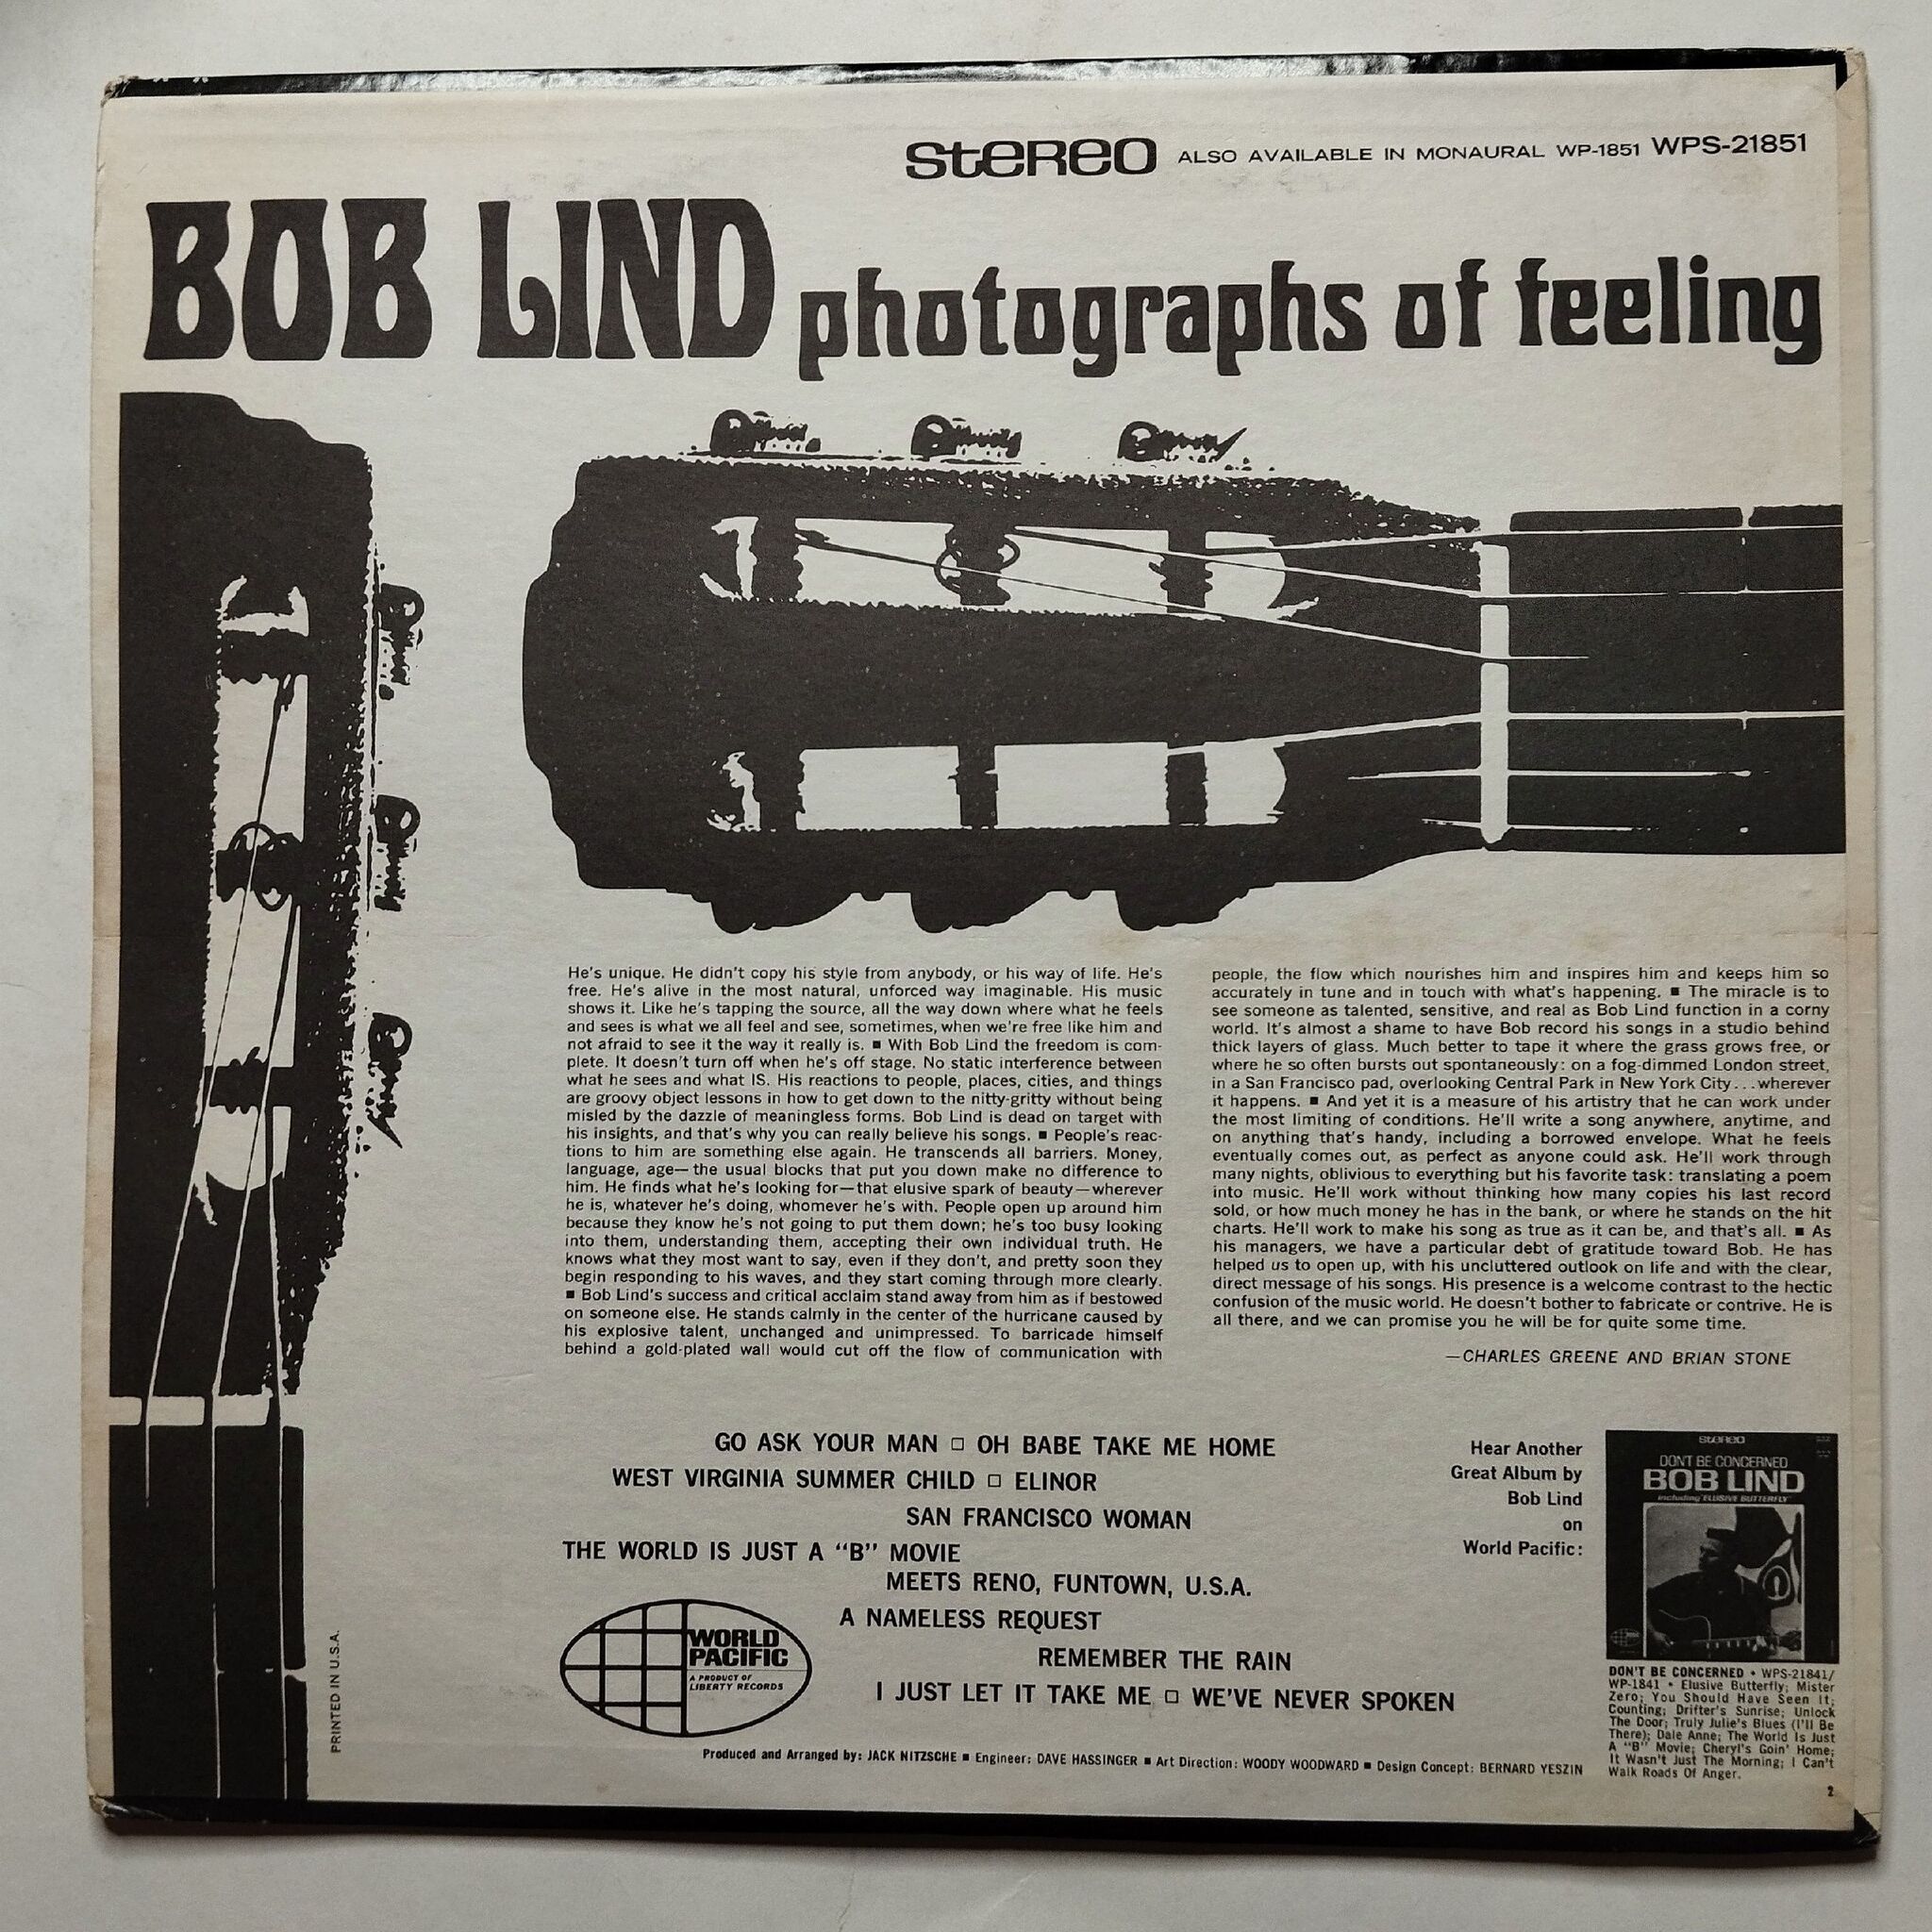 stereo ALSO AVAILABLE IN MONAURAL WP-1851 WPS-21851
BOB LIND photographs of feeling
He's unique. He didn't copy his style from anybody, or his way of life. He's
free. He's alive in the most natural, unforced way imaginable. His music
shows it. Like he's tapping the source, all the way down where what he feels
and sees is what we all feel and see, sometimes, when we're free like him and
not afraid to see it the way it really is. ■ With Bob Lind the freedom is com-
plete. It doesn't turn off when he's off stage. No static interference between
what he sees and what IS. His reactions to people, places, cities, and things
are groovy object lessons in how to get down to the nitty-gritty without being
misled by the dazzle of meaningless forms. Bob Lind is dead on target with
his insights, and that's why you can really believe his songs. ■ People's reac-
tions to him are something else again. He transcends all barriers. Money,
language, age—the usual blocks that put you down make no difference to
him. He finds what he's looking for—that elusive spark of beauty—wherever
he is, whatever he's doing, whomever he's with. People open up around him
because they know he's not going to put them down; he's too busy looking
into them, understanding them, accepting their own individual truth. He
knows what they most want to say, even if they don't, and pretty soon they
begin responding to his waves, and they start coming through more clearly.
■ Bob Lind's success and critical acclaim stand away from him as if bestowed
on someone else. He stands calmly in the center of the hurricane caused by
his explosive talent, unchanged and unimpressed. To barricade himself
behind a gold-plated wall would cut off the flow of communication with
people, the flow which nourishes him and inspires him and keeps him so
accurately in tune and in touch with what's happening. ■ The miracle is to
see someone as talented, sensitive, and real as Bob Lind function in a corny
world. It's almost a shame to have Bob record his songs in a studio behind
thick layers of glass. Much better to tape it where the grass grows free, or
where he so often bursts out spontaneously: on a fog-dimmed London street,
in a San Francisco pad, overlooking Central Park in New York City...wherever
it happens. ■ And yet it is a measure of his artistry that he can work under
the most limiting of conditions. He'll write a song anywhere, anytime, and
on anything that's handy, including a borrowed envelope. What he feels
eventually comes out, as perfect as anyone could ask. He'll work through
many nights, oblivious to everything but his favorite task: translating a poem
into music. He'll work without thinking how many copies his last record
sold, or how much money he has in the bank, or where he stands on the hit
charts. He'll work to make his song as true as it can be, and that's all. ■ As
his managers, we have a particular debt of gratitude toward Bob. He has
helped us to open up, with his uncluttered outlook on life and with the clear,
direct message of his songs. His presence is a welcome contrast to the hectic
confusion of the music world. He doesn't bother to fabricate or contrive. He is
all there, and we can promise you he will be for quite some time.
—CHARLES GREENE AND BRIAN STONE
GO ASK YOUR MAN □ OH BABE TAKE ME HOME
WEST VIRGINIA SUMMER CHILD □ ELINOR
SAN FRANCISCO WOMAN
THE WORLD IS JUST A "B" MOVIE
MEETS RENO, FUNTOWN, U.S.A.
A NAMELESS REQUEST
REMEMBER THE RAIN
I JUST LET IT TAKE ME □ WE'VE NEVER SPOKEN
WORLD
PACIFIC
A PRODUCT OF
LIBERTY RECORDS
PRINTED IN U.S.A.
Produced and Arranged by: JACK NITZSCHE ■ Engineer: DAVE HASSINGER ■ Art Direction: WOODY WOODWARD ■ Design Concept: BERNARD YESZIN
Hear Another
Great Album by
Bob Lind
on
World Pacific:
stereo
DON'T BE CONCERNED
BOB LIND
including "ELUSIVE BUTTERFLY"
DON'T BE CONCERNED • WPS-21841/
WP-1841 • Elusive Butterfly; Mister
Zero; You Should Have Seen It;
Counting; Drifter's Sunrise; Unlock
The Door; Truly Julie's Blues (I'll Be
There); Dale Anne; The World Is Just
A "B" Movie; Cheryl's Goin' Home;
It Wasn't Just The Morning; I Can't
Walk Roads Of Anger.
2